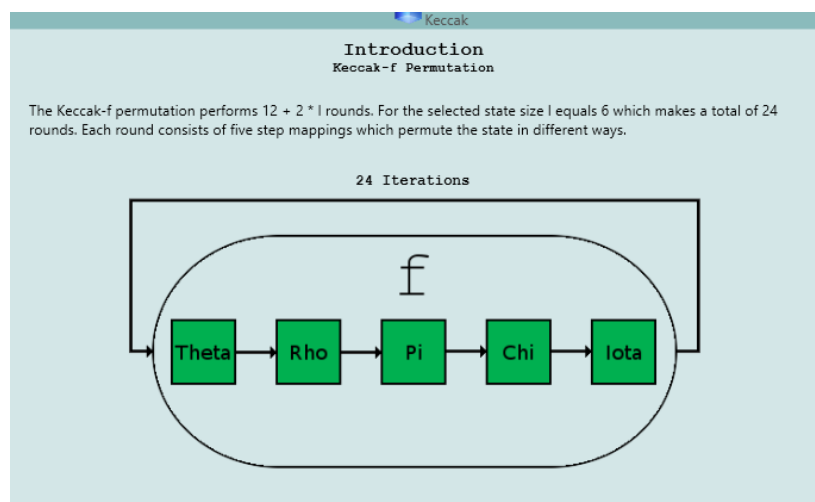 Keccak
Introduction
Keccak-f Permutation
The Keccak-f permutation performs 12 + 2 * l rounds. For the selected state size l equals 6 which makes a total of 24
rounds. Each round consists of five step mappings which permute the state in different ways.
24 Iterations
f
Theta Rho Pi Chi Iota